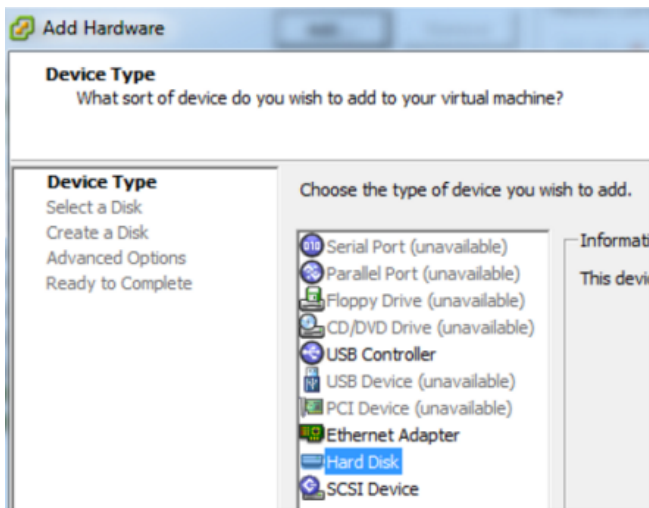 Add Hardware
Device Type
What sort of device do you wish to add to your virtual machine?
Device Type
Select a Disk
Create a Disk
Advanced Options
Ready to Complete
Choose the type of device you wish to add.
Serial Port (unavailable)
Parallel Port (unavailable)
Floppy Drive (unavailable)
CD/DVD Drive (unavailable)
USB Controller
USB Device (unavailable)
PCI Device (unavailable)
Ethernet Adapter
Hard Disk
SCSI Device
Informati
This devi